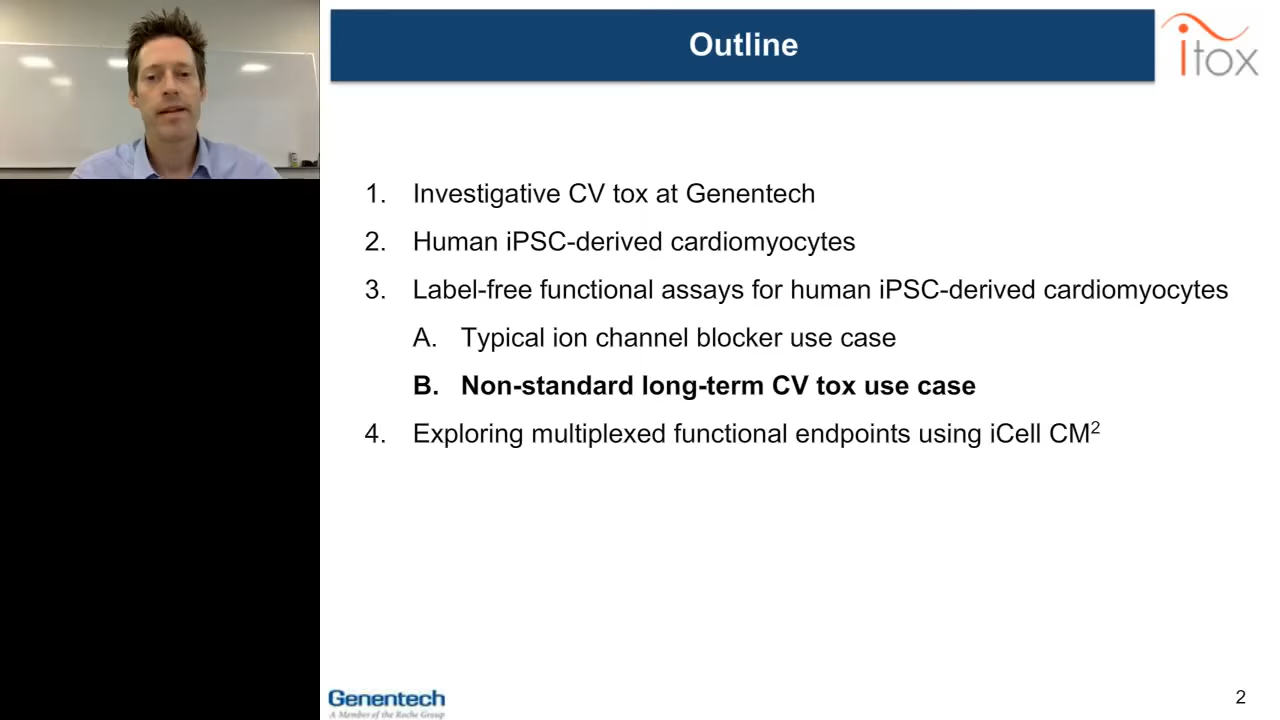 Outline
itox
1. Investigative CV tox at Genentech
2. Human iPSC-derived cardiomyocytes
3. Label-free functional assays for human iPSC-derived cardiomyocytes
A. Typical ion channel blocker use case
B. Non-standard long-term CV tox use case
4. Exploring multiplexed functional endpoints using iCell CM²
Genentech
A Member of the Roche Group
2